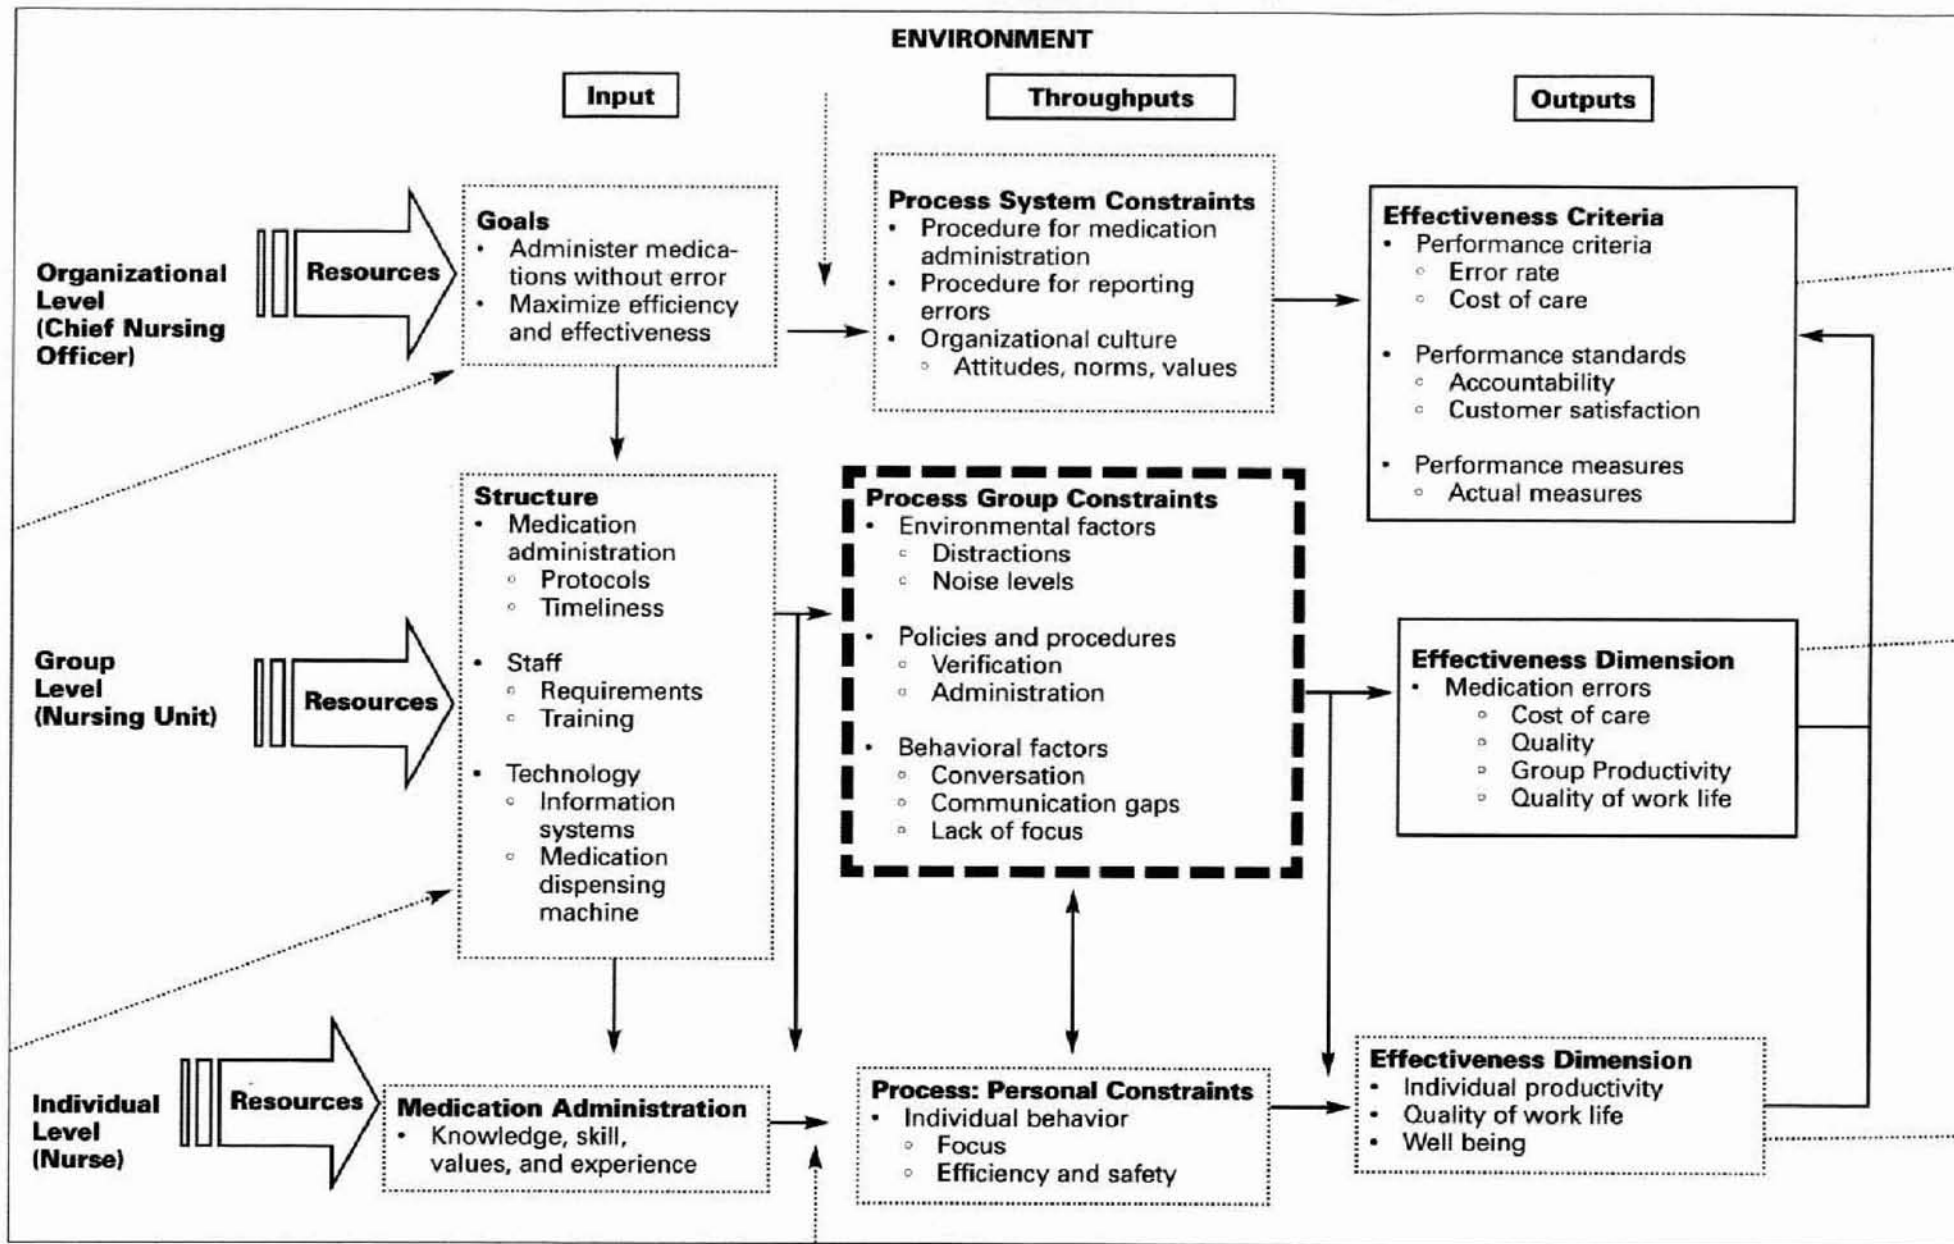 ENVIRONMENT
Input
Throughputs
Outputs
Organizational
Level
(Chief Nursing
Officer)
Resources
Goals
• Administer medica-
tions without error
• Maximize efficiency
and effectiveness
Process System Constraints
• Procedure for medication
administration
• Procedure for reporting
errors
• Organizational culture
◦ Attitudes, norms, values
Effectiveness Criteria
• Performance criteria
◦ Error rate
◦ Cost of care
• Performance standards
◦ Accountability
◦ Customer satisfaction
• Performance measures
◦ Actual measures
Group
Level
(Nursing Unit)
Resources
Structure
• Medication
administration
◦ Protocols
◦ Timeliness
• Staff
◦ Requirements
◦ Training
• Technology
◦ Information
systems
◦ Medication
dispensing
machine
Process Group Constraints
• Environmental factors
◦ Distractions
◦ Noise levels
• Policies and procedures
◦ Verification
◦ Administration
• Behavioral factors
◦ Conversation
◦ Communication gaps
◦ Lack of focus
Effectiveness Dimension
• Medication errors
◦ Cost of care
◦ Quality
◦ Group Productivity
◦ Quality of work life
Individual
Level
(Nurse)
Resources
Medication Administration
• Knowledge, skill,
values, and experience
Process: Personal Constraints
• Individual behavior
◦ Focus
◦ Efficiency and safety
Effectiveness Dimension
• Individual productivity
• Quality of work life
• Well being